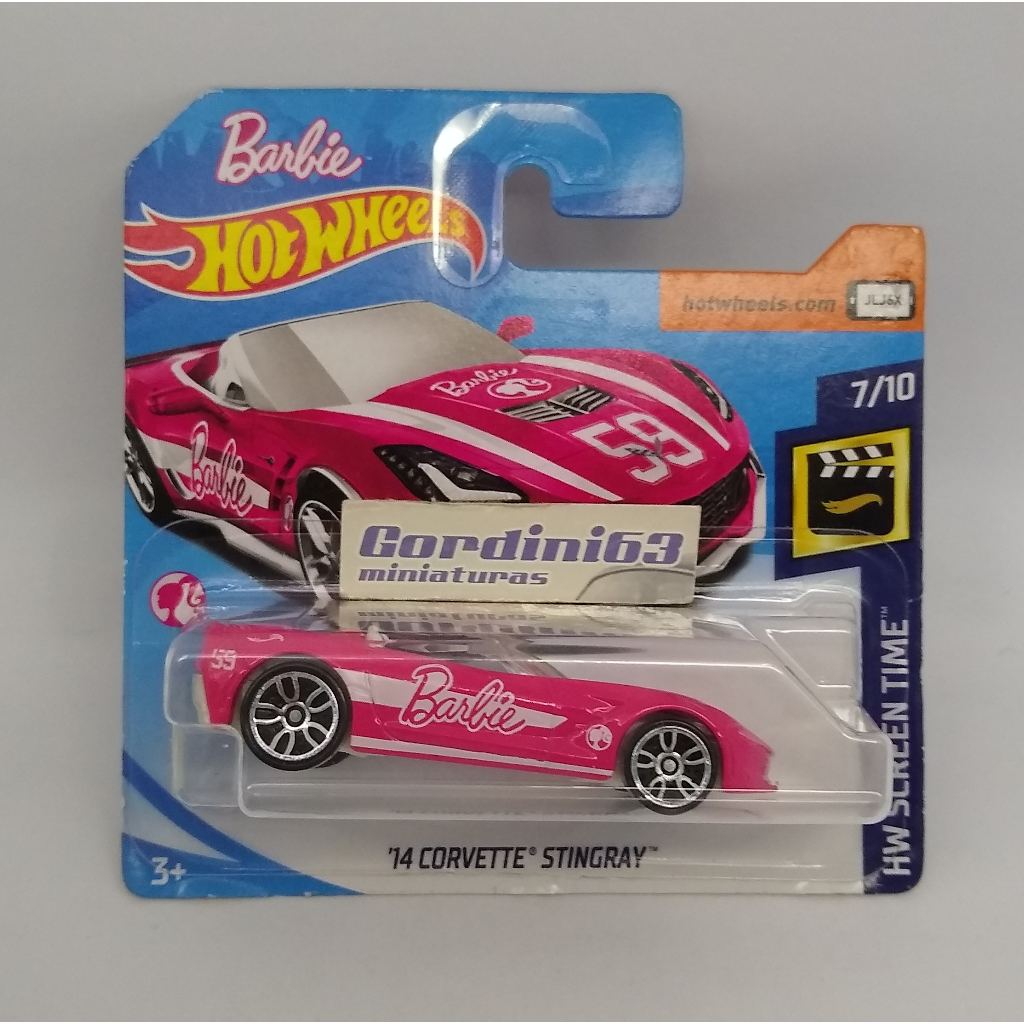 Barbie
HOT WHEELS
hotwheels.com
JLJ6X
7/10
Barbie
59
Barbie
Gordini63
miniaturas
59
Barbie
HW SCREEN TIME™
'14 CORVETTE® STINGRAY™
3+